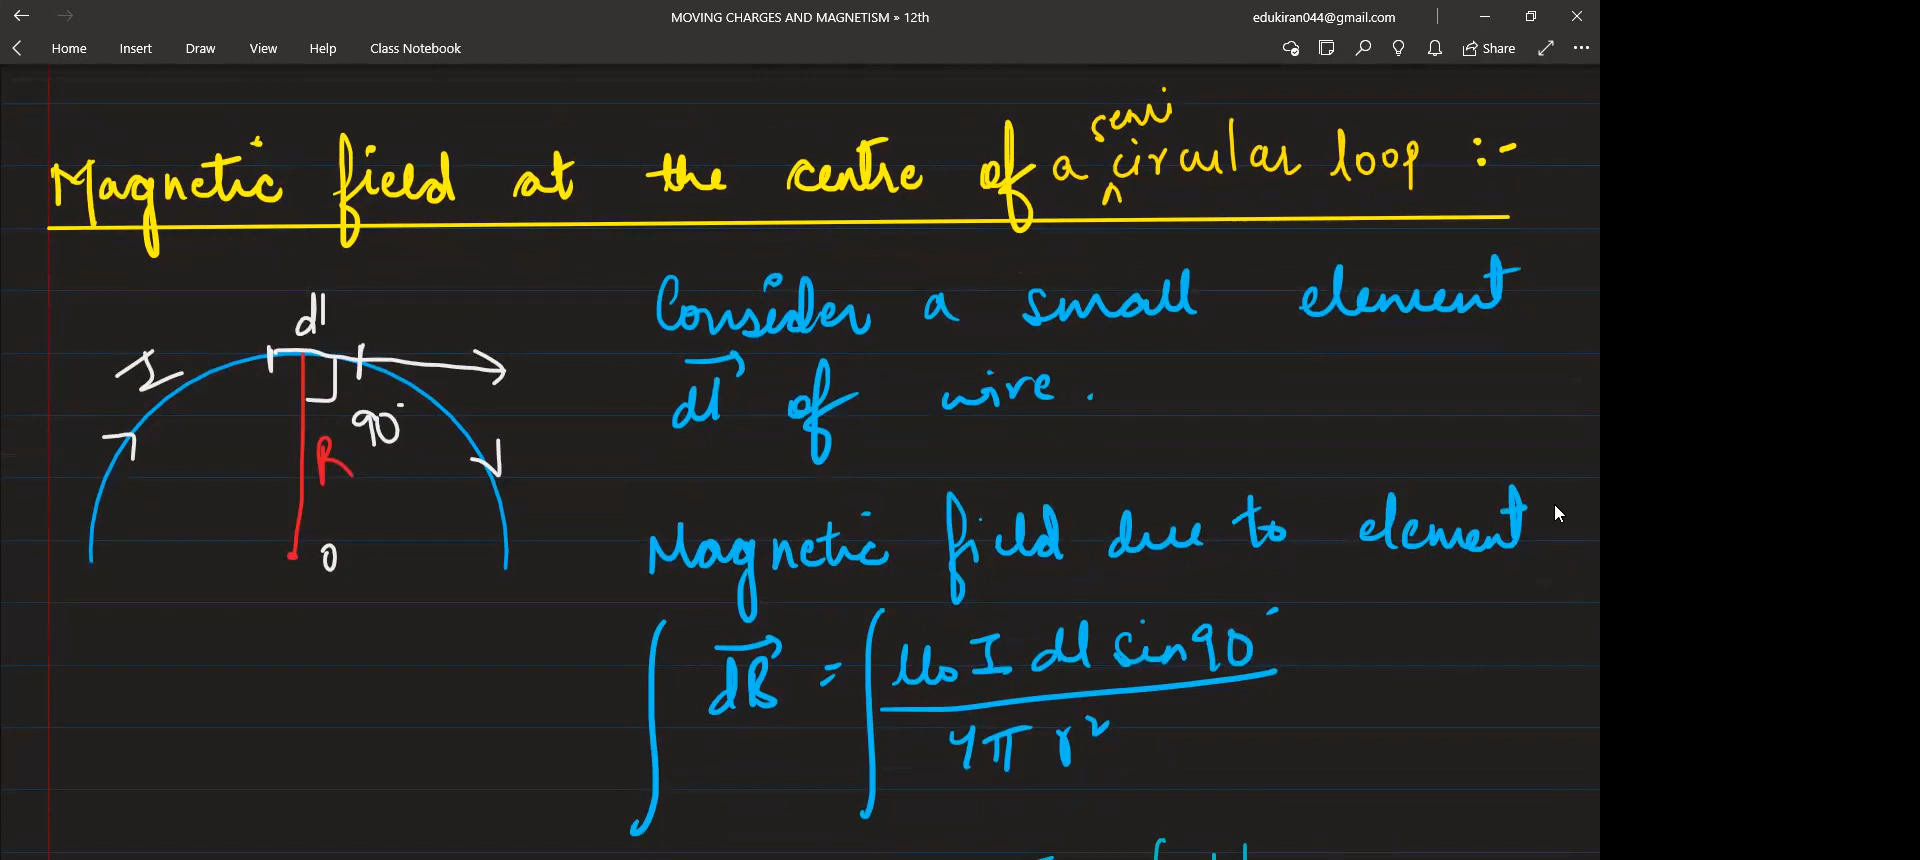 MOVING CHARGES AND MAGNETISM » 12th
edukiran044@gmail.com
Home Insert Draw View Help Class Notebook
Share
Magnetic field at the centre of a semi circular loop :-
dl
I
90°
R
0
Consider a small element
dl of wire.
Magnetic field due to element
∫ dB = ∫ μ₀ I dl sin90°
4π r²